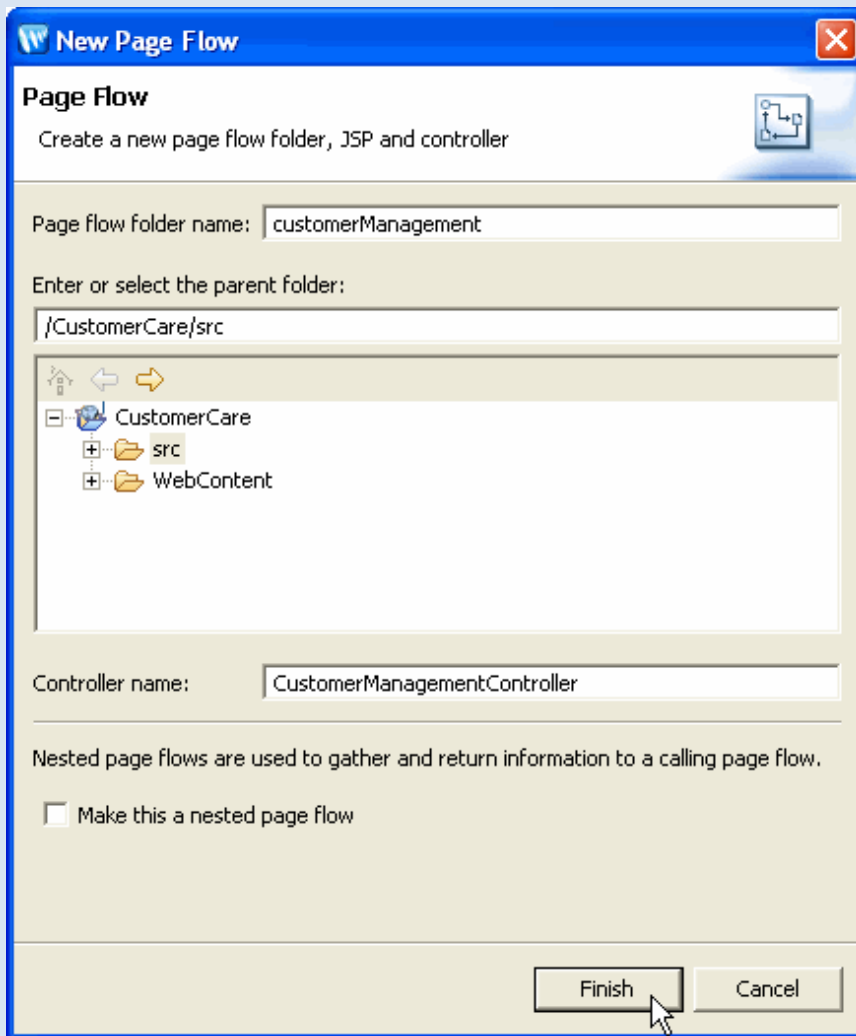 New Page Flow
Page Flow
Create a new page flow folder, JSP and controller
Page flow folder name: customerManagement
Enter or select the parent folder:
/CustomerCare/src
CustomerCare
src
WebContent
Controller name: CustomerManagementController
Nested page flows are used to gather and return information to a calling page flow.
Make this a nested page flow
Finish Cancel